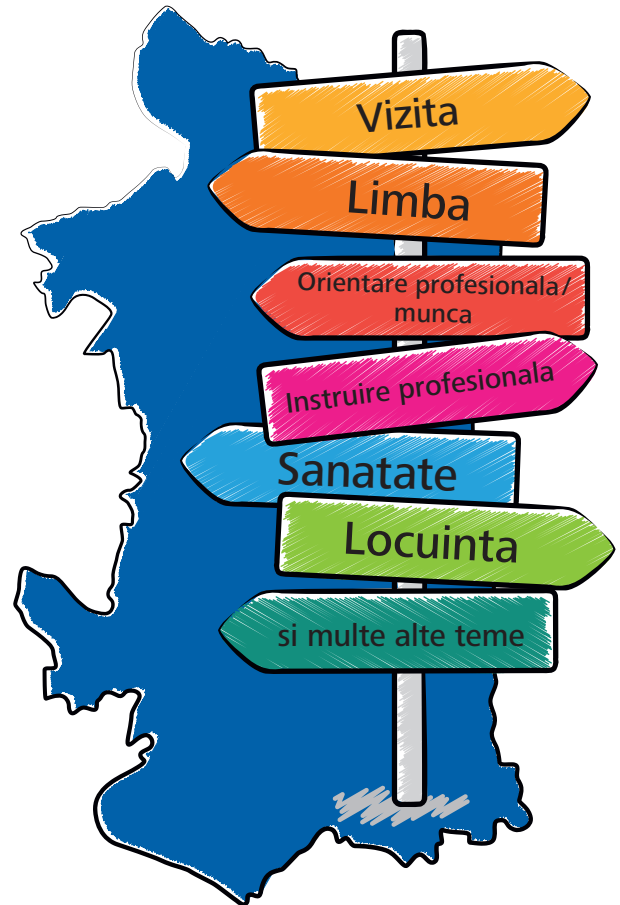 Vizita
Limba
Orientare profesionala/
munca
Instruire profesionala
Sanatate
Locuinta
si multe alte teme